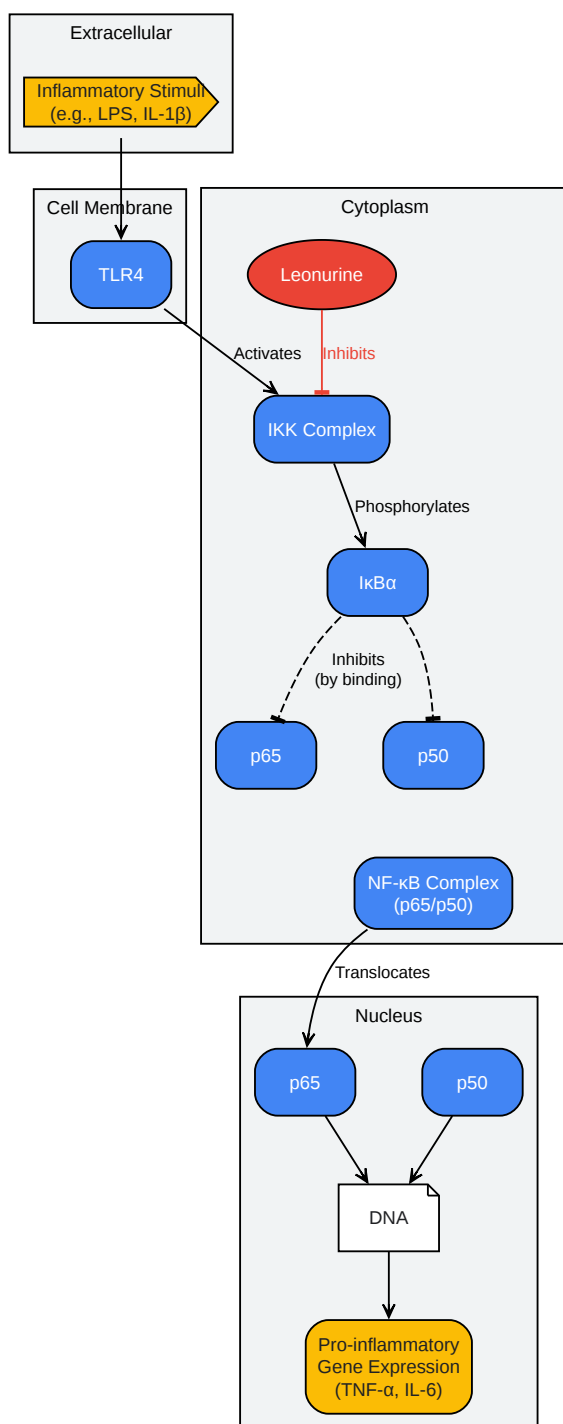 Extracellular
Inflammatory Stimuli
(e.g., LPS, IL-1β)
Cell Membrane
TLR4
Cytoplasm
Leonurine
Activates
Inhibits
IKK Complex
Phosphorylates
IκBα
Inhibits
(by binding)
p65
p50
NF-κB Complex
(p65/p50)
Translocates
Nucleus
p65
p50
DNA
Pro-inflammatory
Gene Expression
(TNF-α, IL-6)